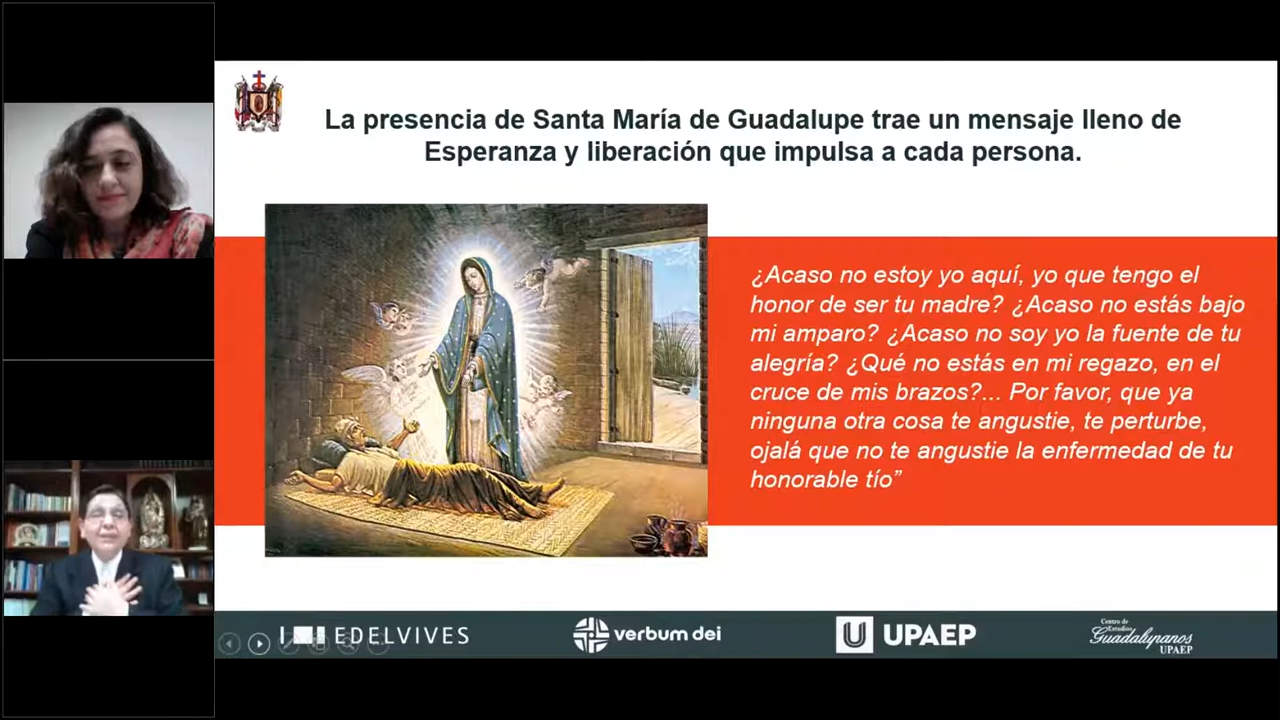 La presencia de Santa María de Guadalupe trae un mensaje lleno de
Esperanza y liberación que impulsa a cada persona.
¿Acaso no estoy yo aquí, yo que tengo el
honor de ser tu madre? ¿Acaso no estás bajo
mi amparo? ¿Acaso no soy yo la fuente de tu
alegría? ¿Qué no estás en mi regazo, en el
cruce de mis brazos?... Por favor, que ya
ninguna otra cosa te angustie, te perturbe,
ojalá que no te angustie la enfermedad de tu
honorable tío”
EDELVIVES
verbum dei
UPAEP
Centro de
Estudios
Guadalupanos
UPAEP